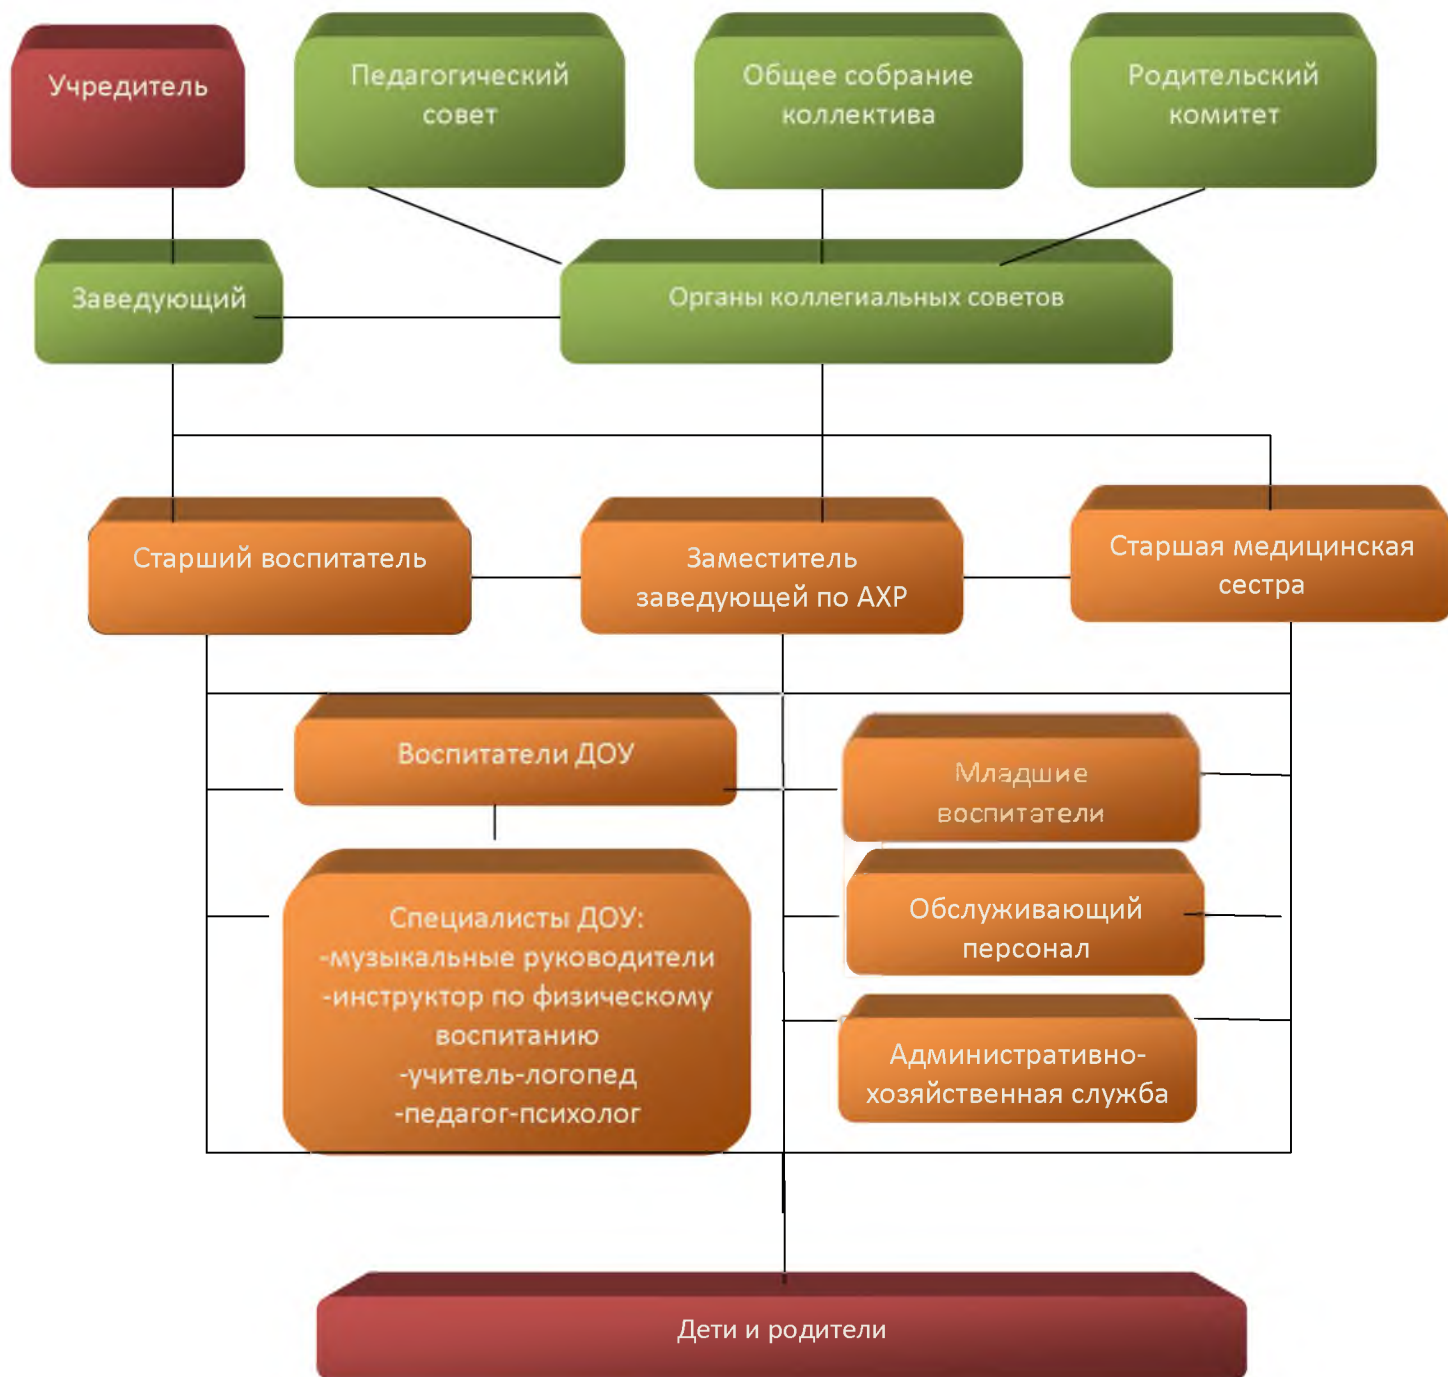 Учредитель
Педагогический
совет
Общее собрание
коллектива
Родительский
комитет
Заведующий
Органы коллегиальных советов
Старший воспитатель
Заместитель
заведующей по АХР
Старшая медицинская
сестра
Воспитатели ДОУ
Младшие
воспитатели
Специалисты ДОУ:
-музыкальные руководители
-инструктор по физическому
воспитанию
-учитель-логопед
-педагог-психолог
Обслуживающий
персонал
Административно-
хозяйственная служба
Дети и родители